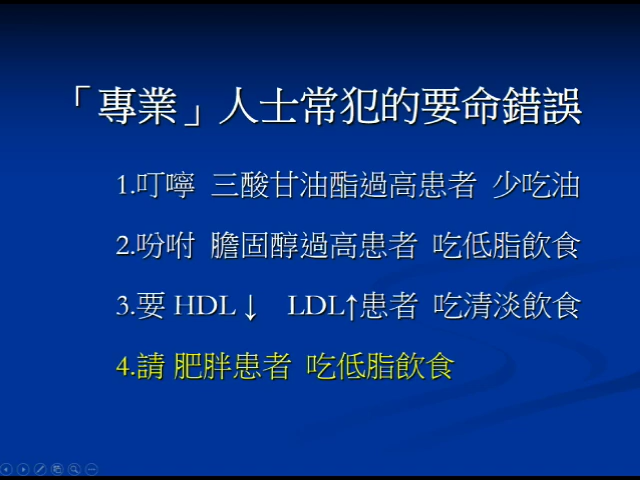 「專業」人士常犯的要命錯誤
1.叮嚀 三酸甘油酯過高患者 少吃油
2.吩咐 膽固醇過高患者 吃低脂飲食
3.要 HDL↓ LDL↑患者 吃清淡飲食
4.請 肥胖患者 吃低脂飲食